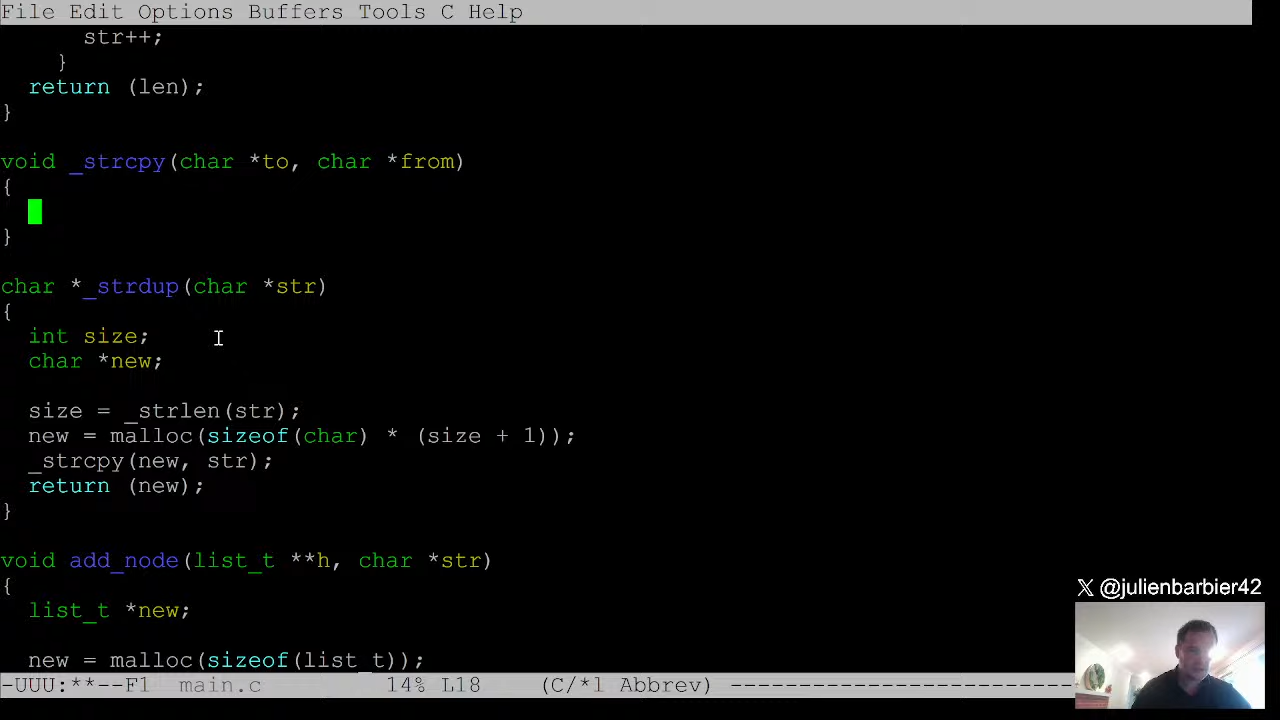 File Edit Options Buffers Tools C Help
      str++;
    }
  return (len);
}
void _strcpy(char *to, char *from)
{
}
char *_strdup(char *str)
{
  int size;
  char *new;
  size = _strlen(str);
  new = malloc(sizeof(char) * (size + 1));
  _strcpy(new, str);
  return (new);
}
void add_node(list_t **h, char *str)
{
  list_t *new;
  new = malloc(sizeof(list_t));
X @julienbarbier42
-UUU:**--F1  main.c         14% L18    (C/*l Abbrev) -------------------------